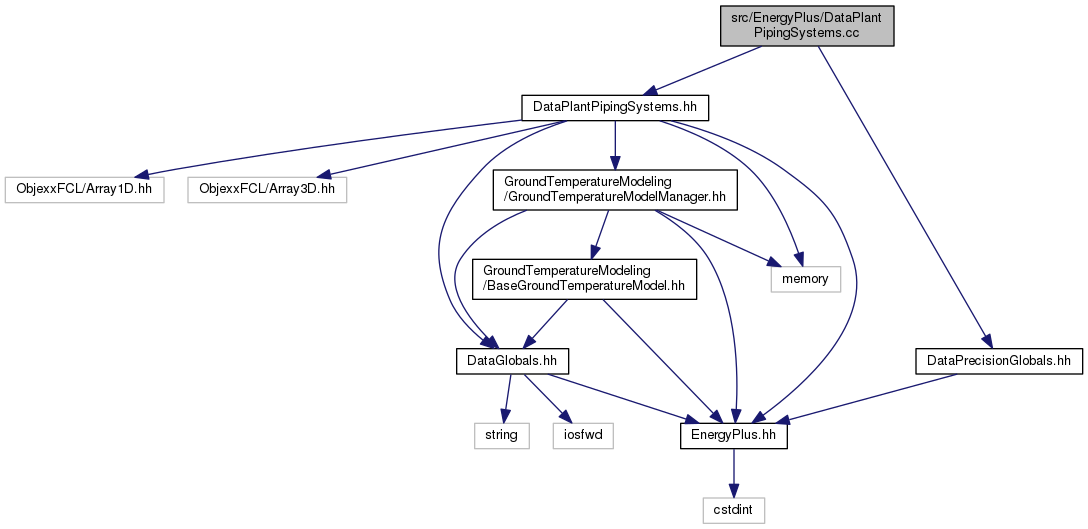 src/EnergyPlus/DataPlant
PipingSystems.cc
DataPlantPipingSystems.hh
ObjexxFCL/Array1D.hh
ObjexxFCL/Array3D.hh
GroundTemperatureModeling
/GroundTemperatureModelManager.hh
GroundTemperatureModeling
/BaseGroundTemperatureModel.hh
memory
DataGlobals.hh
DataPrecisionGlobals.hh
string
iosfwd
EnergyPlus.hh
cstdint